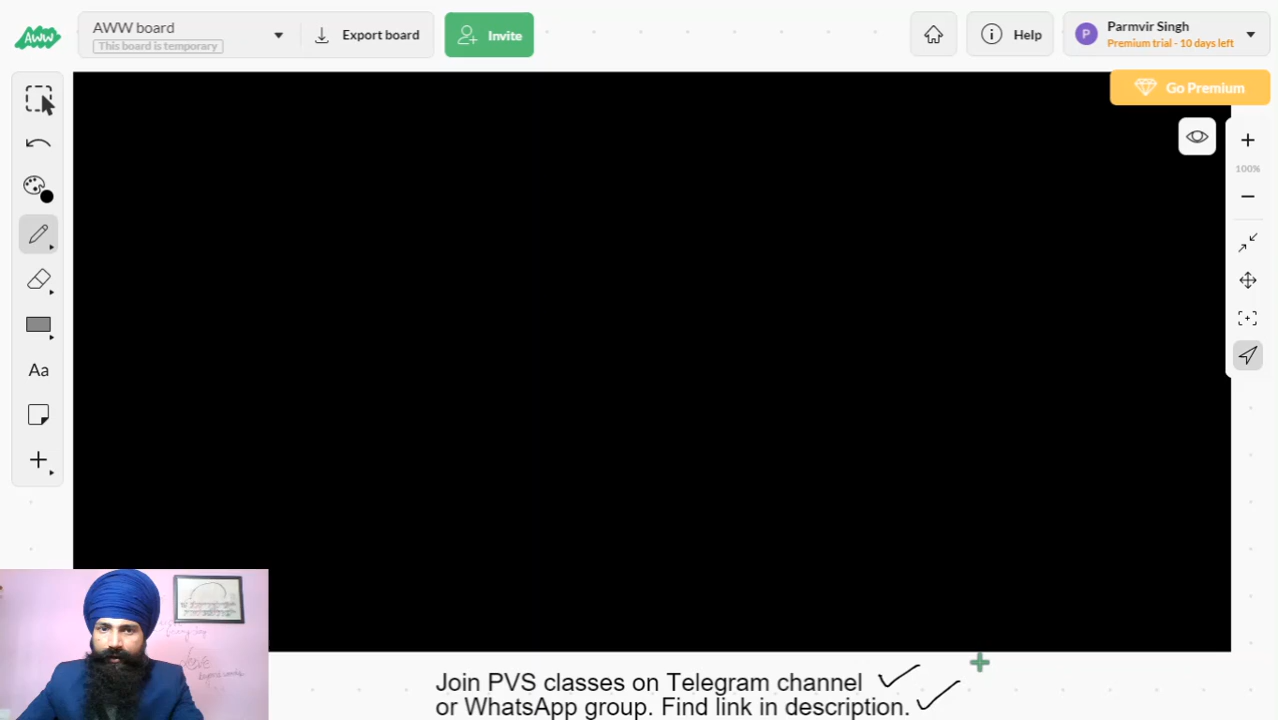 AWW
AWW board
This board is temporary
Export board
Invite
Help
P
Parmvir Singh
Premium trial - 10 days left
Go Premium
100%
Aa
Join PVS classes on Telegram channel
or WhatsApp group. Find link in description.